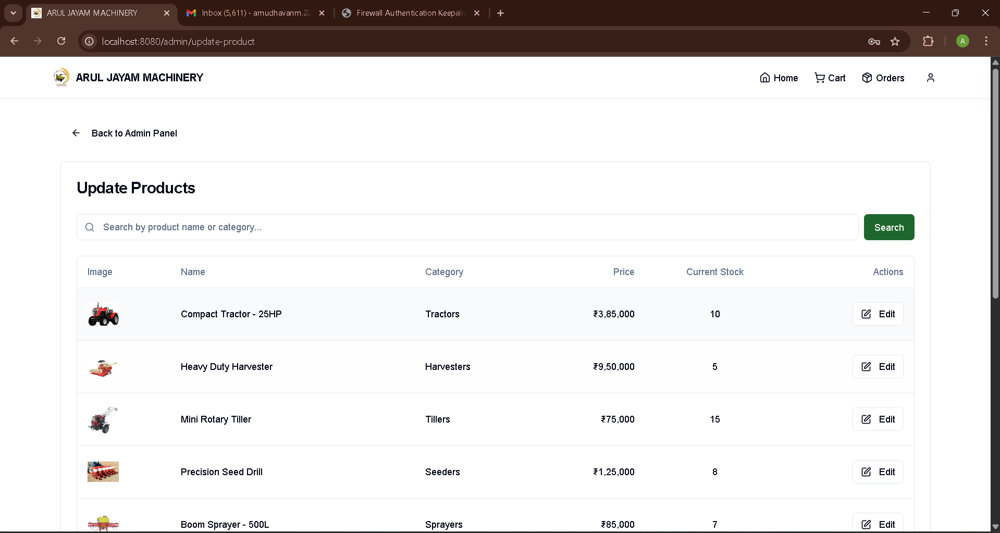 ARUL JAYAM MACHINERY
Inbox (5,611) - amudhavanm.22
Firewall Authentication Keepaliv
localhost:8080/admin/update-product
A
ARUL JAYAM MACHINERY
Home
Cart
Orders
Back to Admin Panel
Update Products
Search by product name or category...
Search
Image Name Category Price Current Stock Actions
Compact Tractor - 25HP Tractors ₹3,85,000 10 Edit
Heavy Duty Harvester Harvesters ₹9,50,000 5 Edit
Mini Rotary Tiller Tillers ₹75,000 15 Edit
Precision Seed Drill Seeders ₹1,25,000 8 Edit
Boom Sprayer - 500L Sprayers ₹85,000 7 Edit